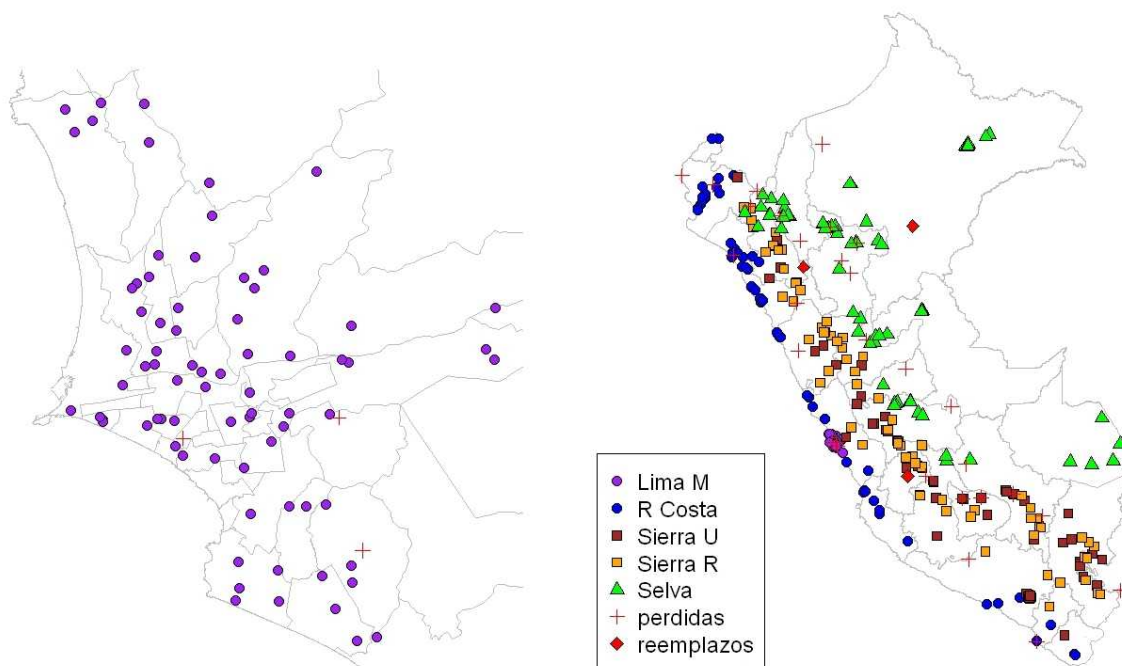 Lima M
R Costa
Sierra U
Sierra R
Selva
perdidas
reemplazos